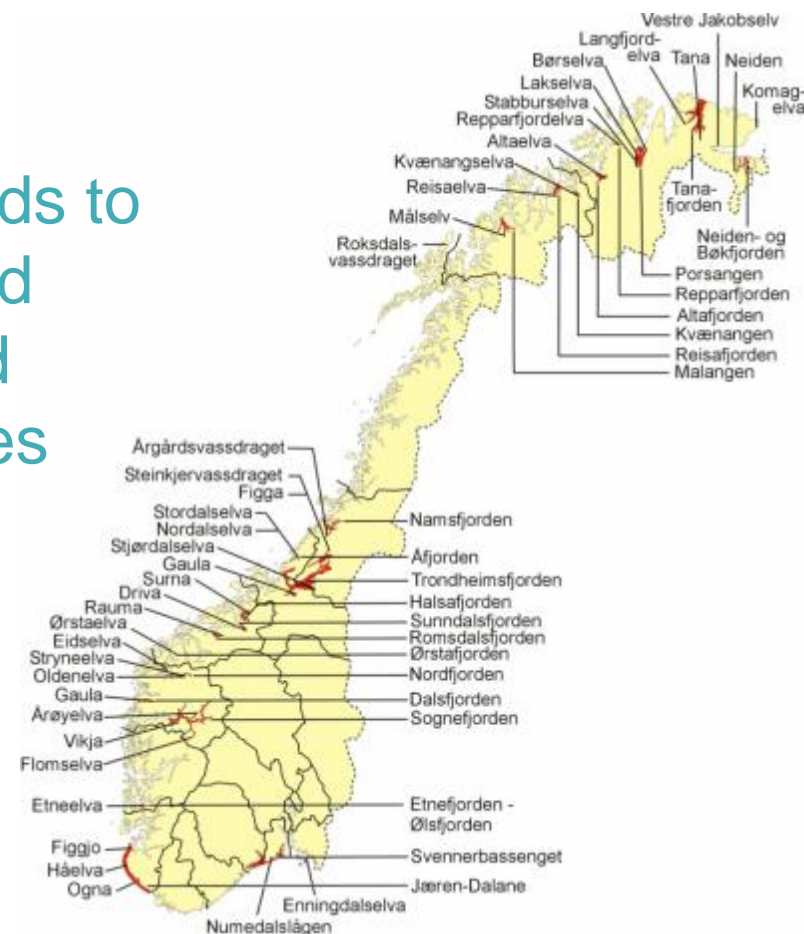 ds to
d
d
es
Vestre Jakobselv
Langfjord-
elva
Tana
Neiden
Børselva
Komag-
elva
Lakselva
Stabburselva
Repparfjordelva
Altaelva
Kvænangselva
Reisaelva
Målselv
Roksdals-
vassdraget
Tana-
fjorden
Neiden- og
Bøkfjorden
Porsangen
Repparfjorden
Altafjorden
Kvænangen
Reisafjorden
Malangen
Årgårdsvassdraget
Steinkjervassdraget
Figga
Stordalselva
Nordalselva
Stjørdalselva
Gaula
Surna
Driva
Rauma
Ørstaelva
Eidselva
Stryneelva
Oldenelva
Gaula
Årøyelva
Vikja
Flomselva
Etneelva
Figgjo
Håelva
Ogna
Namsfjorden
Åfjorden
Trondheimsfjorden
Halsafjorden
Sunndalsfjorden
Romsdalsfjorden
Ørstafjorden
Nordfjorden
Dalsfjorden
Sognefjorden
Etnefjorden -
Ølsfjorden
Svennerbassenget
Jæren-Dalane
Enningdalselva
Numedalslågen